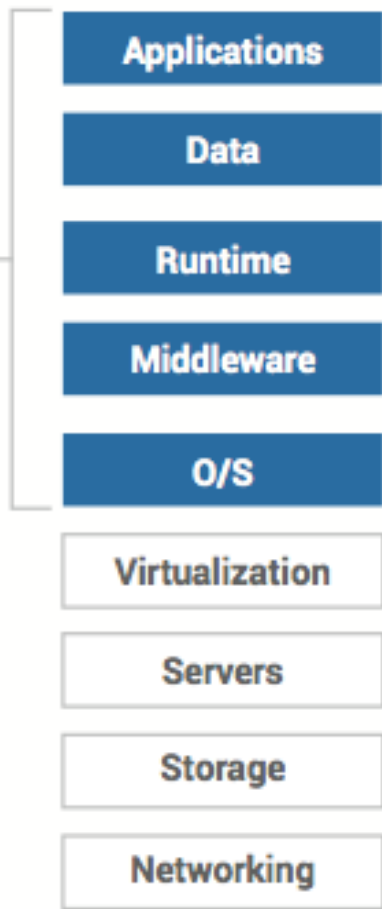 Applications
Data
Runtime
Middleware
O/S
Virtualization
Servers
Storage
Networking